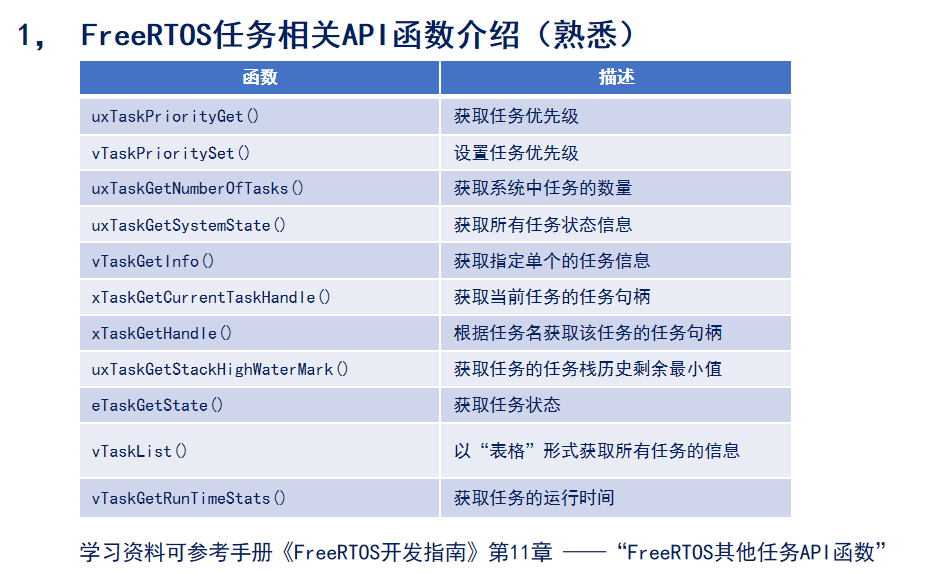 1， FreeRTOS任务相关API函数介绍（熟悉）
函数 描述
uxTaskPriorityGet() 获取任务优先级
vTaskPrioritySet() 设置任务优先级
uxTaskGetNumberOfTasks() 获取系统中任务的数量
uxTaskGetSystemState() 获取所有任务状态信息
vTaskGetInfo() 获取指定单个的任务信息
xTaskGetCurrentTaskHandle() 获取当前任务的任务句柄
xTaskGetHandle() 根据任务名获取该任务的任务句柄
uxTaskGetStackHighWaterMark() 获取任务的任务栈历史剩余最小值
eTaskGetState() 获取任务状态
vTaskList() 以“表格”形式获取所有任务的信息
vTaskGetRunTimeStats() 获取任务的运行时间
学习资料可参考手册《FreeRTOS开发指南》第11章 ——“FreeRTOS其他任务API函数”